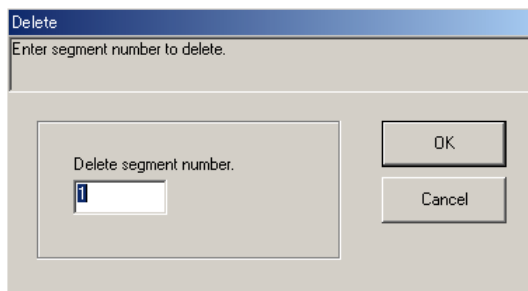 Delete
Enter segment number to delete.
Delete segment number.
1
OK
Cancel